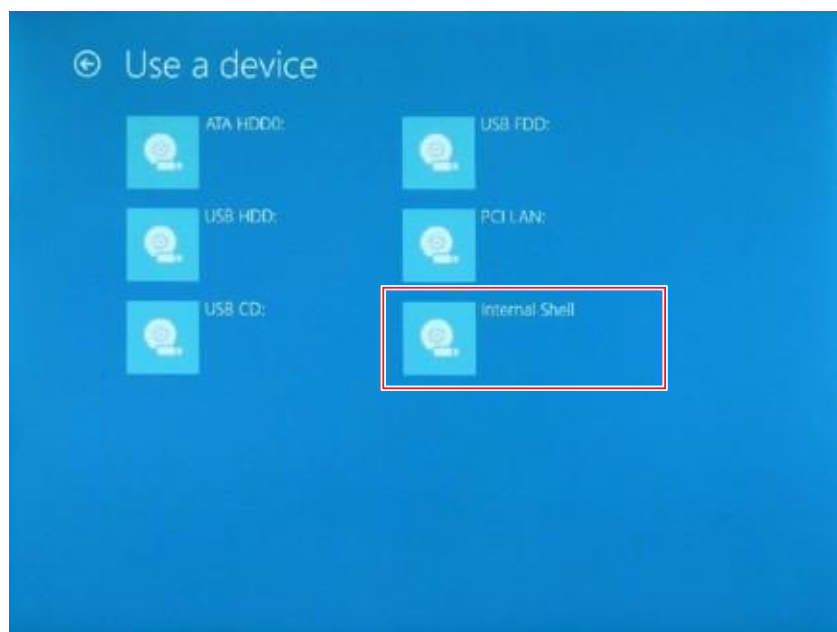 Use a device
ATA HDD0:
USB FDD:
USB HDD:
PCI LAN:
USB CD:
Internal Shell